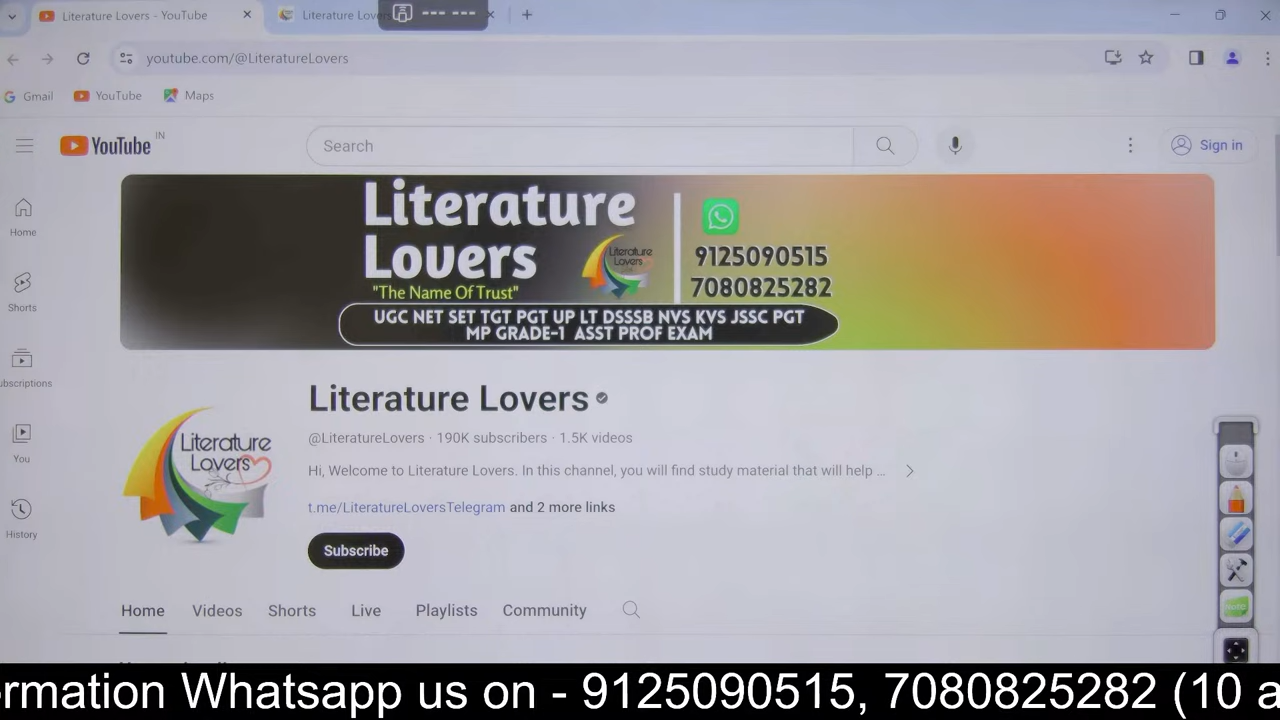 Literature Lovers - YouTube
Literature Lov
youtube.com/@LiteratureLovers
Gmail
YouTube
Maps
YouTube IN
Search
Sign in
Literature
Lovers
"The Name Of Trust"
Literature
Lovers
9125090515
7080825282
UGC NET SET TGT PGT UP LT DSSSB NVS KVS JSSC PGT
MP GRADE-1 ASST PROF EXAM
Home
Shorts
ubscriptions
You
History
Literature
Lovers
Literature Lovers
@LiteratureLovers · 190K subscribers · 1.5K videos
Hi, Welcome to Literature Lovers. In this channel, you will find study material that will help ...
t.me/LiteratureLoversTelegram and 2 more links
Subscribe
Home
Videos
Shorts
Live
Playlists
Community
ormation Whatsapp us on - 9125090515, 7080825282 (10 a